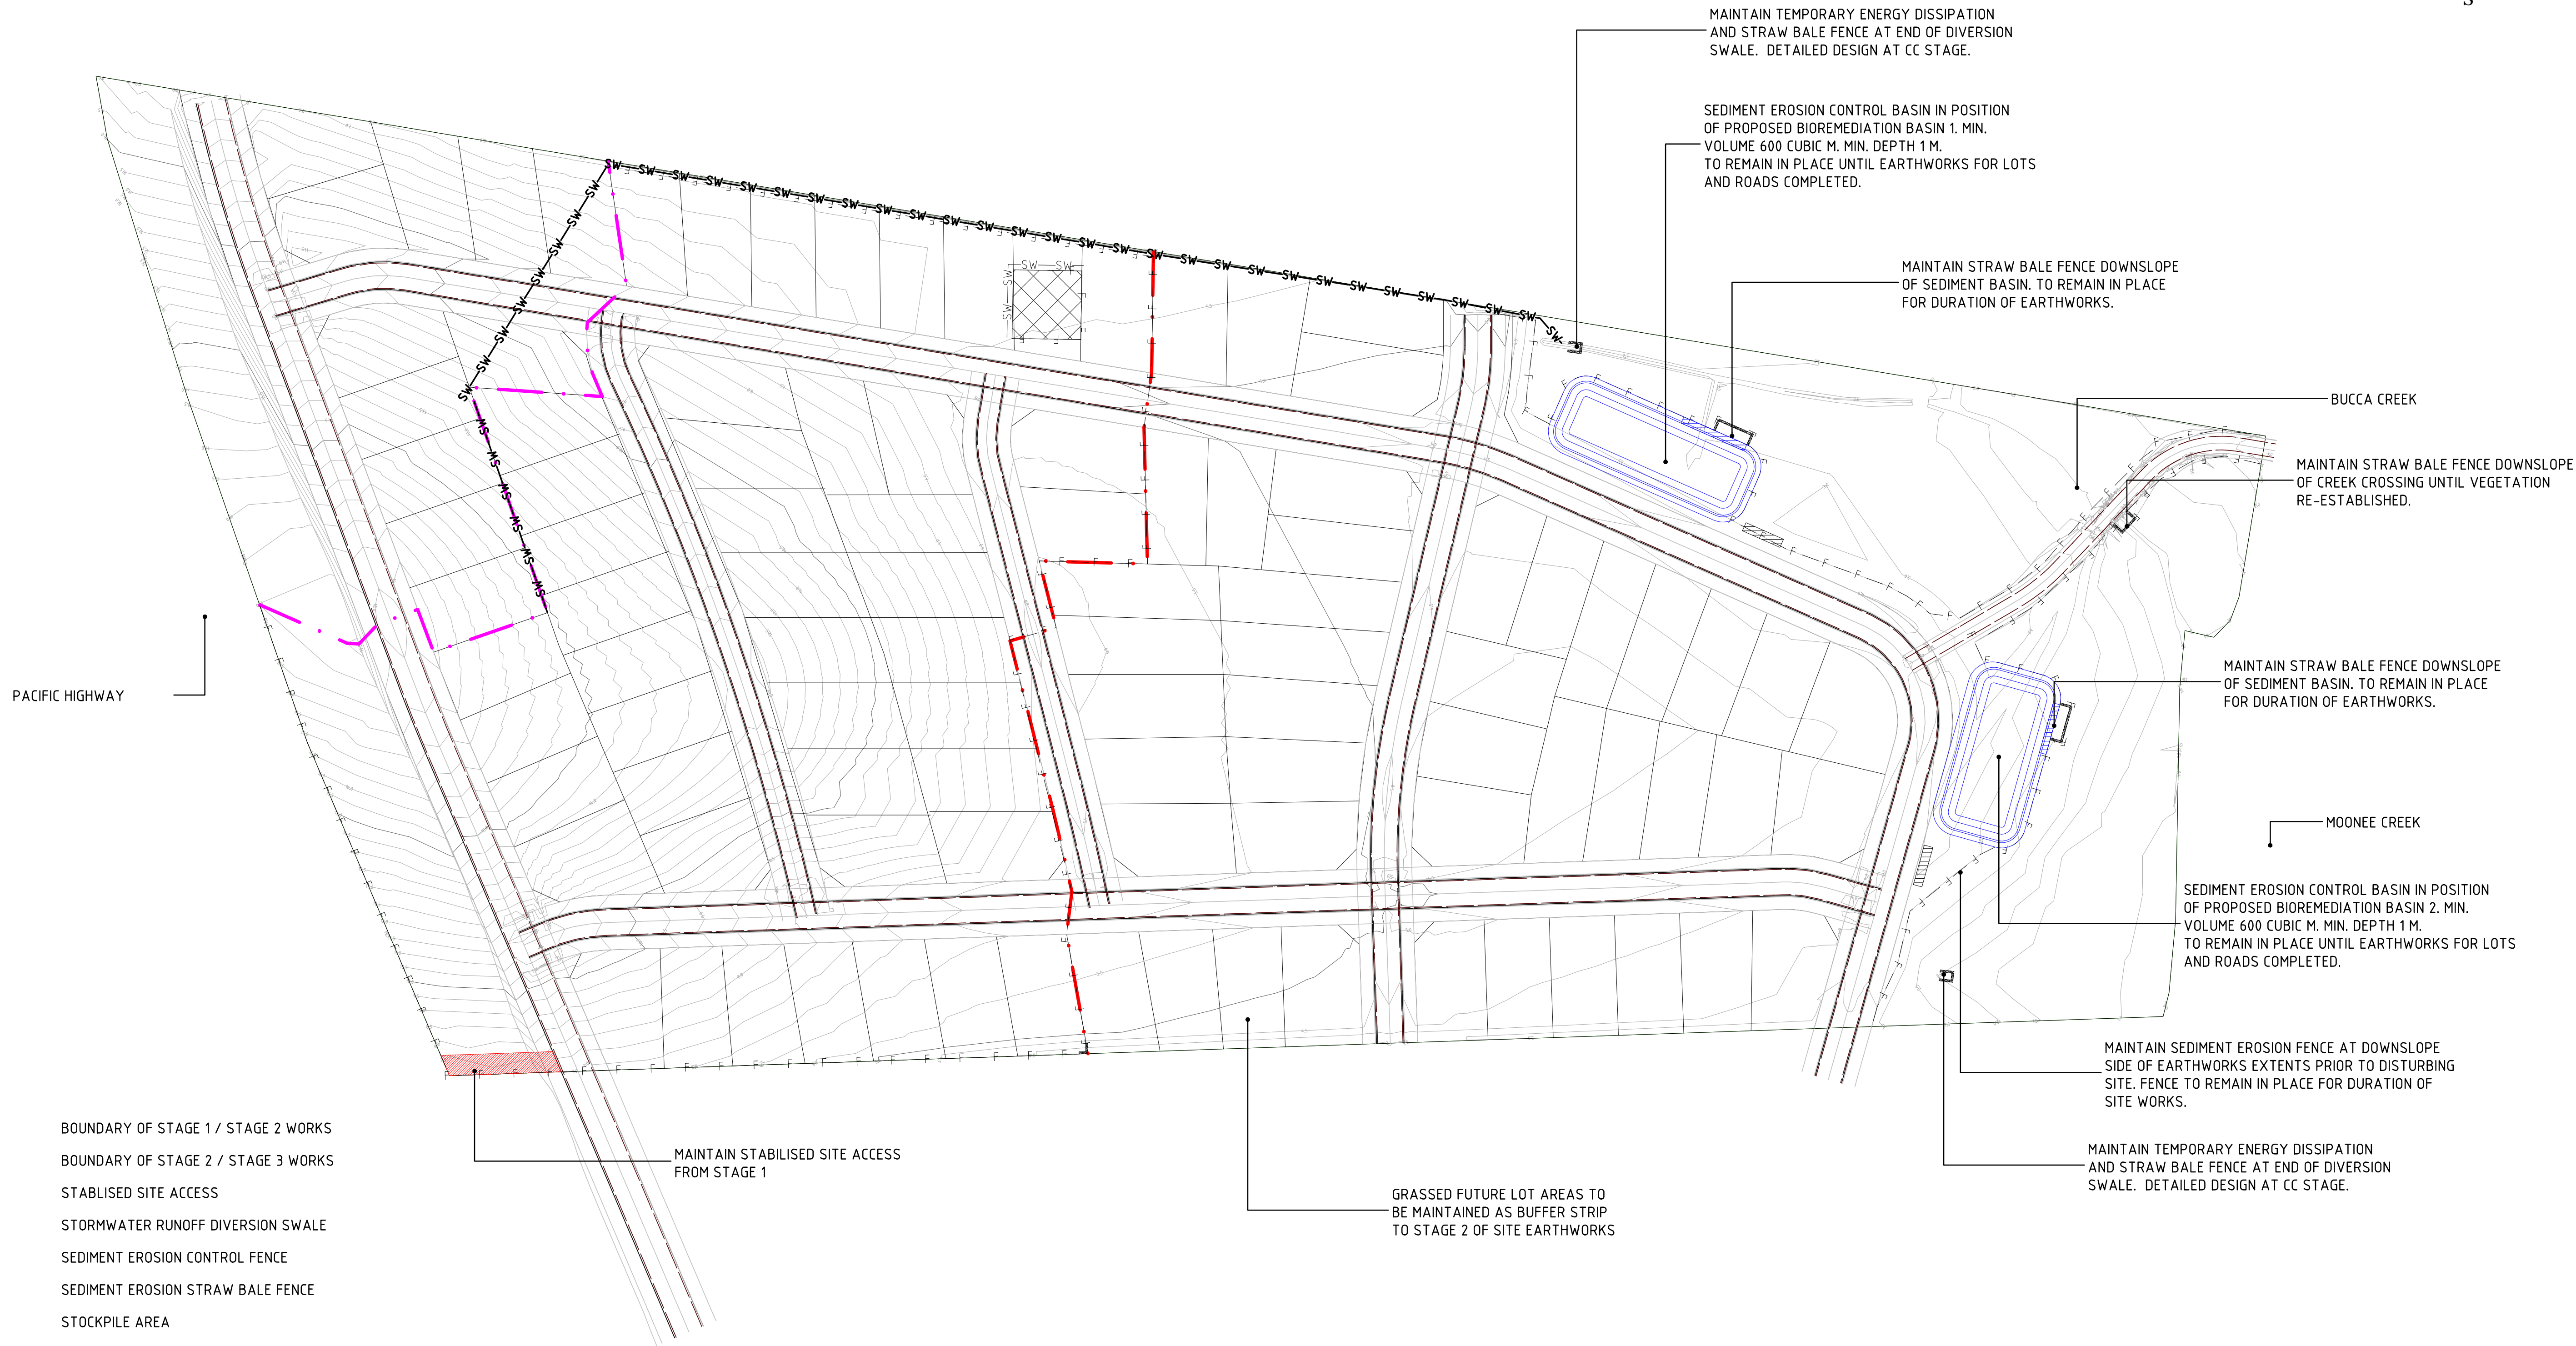 MAINTAIN TEMPORARY ENERGY DISSIPATION
AND STRAW BALE FENCE AT END OF DIVERSION
SWALE. DETAILED DESIGN AT CC STAGE.
SEDIMENT EROSION CONTROL BASIN IN POSITION
OF PROPOSED BIOREMEDIATION BASIN 1. MIN.
VOLUME 600 CUBIC M. MIN. DEPTH 1 M.
TO REMAIN IN PLACE UNTIL EARTHWORKS FOR LOTS
AND ROADS COMPLETED.
MAINTAIN STRAW BALE FENCE DOWNSLOPE
OF SEDIMENT BASIN. TO REMAIN IN PLACE
FOR DURATION OF EARTHWORKS.
BUCCA CREEK
MAINTAIN STRAW BALE FENCE DOWNSLOPE
OF CREEK CROSSING UNTIL VEGETATION
RE-ESTABLISHED.
MAINTAIN STRAW BALE FENCE DOWNSLOPE
OF SEDIMENT BASIN. TO REMAIN IN PLACE
FOR DURATION OF EARTHWORKS.
PACIFIC HIGHWAY
MOONEE CREEK
SEDIMENT EROSION CONTROL BASIN IN POSITION
OF PROPOSED BIOREMEDIATION BASIN 2. MIN.
VOLUME 600 CUBIC M. MIN. DEPTH 1 M.
TO REMAIN IN PLACE UNTIL EARTHWORKS FOR LOTS
AND ROADS COMPLETED.
MAINTAIN SEDIMENT EROSION FENCE AT DOWNSLOPE
SIDE OF EARTHWORKS EXTENTS PRIOR TO DISTURBING
SITE. FENCE TO REMAIN IN PLACE FOR DURATION OF
SITE WORKS.
MAINTAIN TEMPORARY ENERGY DISSIPATION
AND STRAW BALE FENCE AT END OF DIVERSION
SWALE. DETAILED DESIGN AT CC STAGE.
GRASSED FUTURE LOT AREAS TO
BE MAINTAINED AS BUFFER STRIP
TO STAGE 2 OF SITE EARTHWORKS
MAINTAIN STABILISED SITE ACCESS
FROM STAGE 1
BOUNDARY OF STAGE 1 / STAGE 2 WORKS
BOUNDARY OF STAGE 2 / STAGE 3 WORKS
STABLISED SITE ACCESS
STORMWATER RUNOFF DIVERSION SWALE
SEDIMENT EROSION CONTROL FENCE
SEDIMENT EROSION STRAW BALE FENCE
STOCKPILE AREA